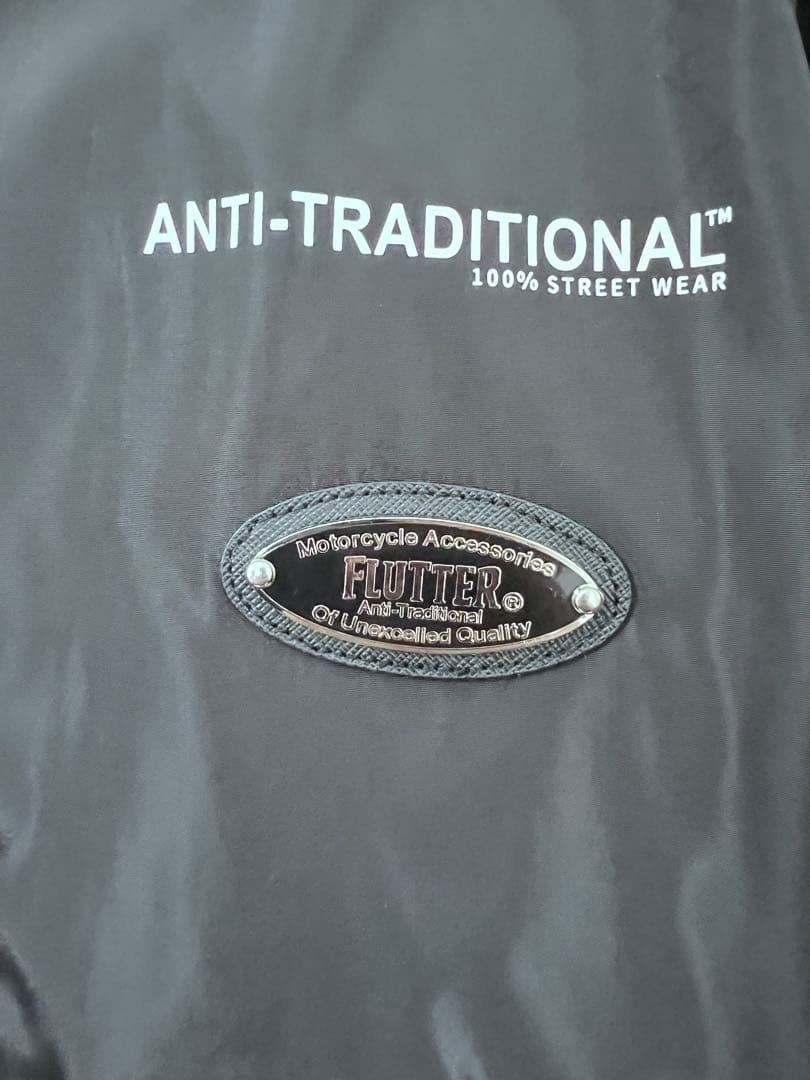 ANTI-TRADITIONAL™
100% STREET WEAR
Motorcycle Accessories
FLUTTER®
Anti-Traditional
Of Unexcelled Quality